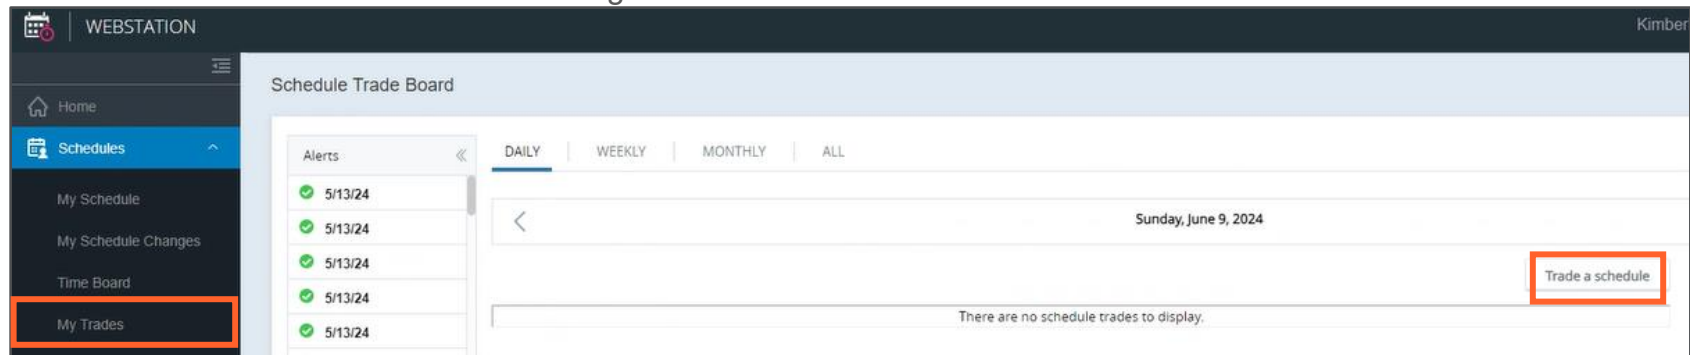 WEBSTATION
Kimber
Home
Schedules
My Schedule
My Schedule Changes
Time Board
My Trades
Schedule Trade Board
Alerts
5/13/24
5/13/24
5/13/24
5/13/24
5/13/24
DAILY WEEKLY MONTHLY ALL
Sunday, June 9, 2024
Trade a schedule
There are no schedule trades to display.